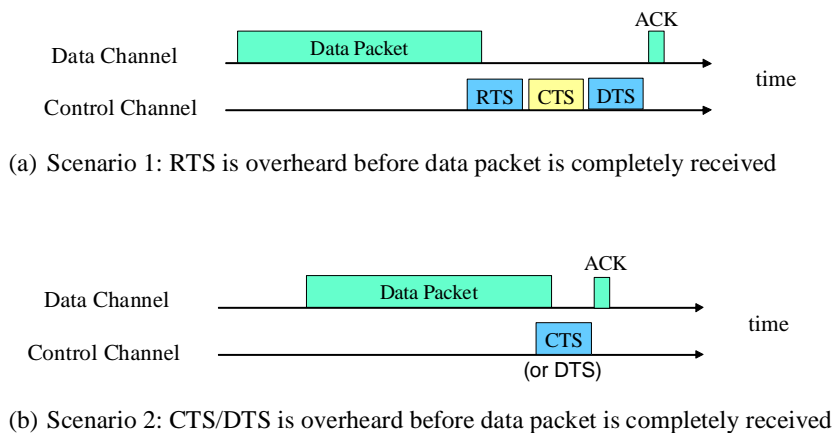 ACK
Data Packet
Data Channel
time
RTS CTS DTS
Control Channel
(a) Scenario 1: RTS is overheard before data packet is completely received
ACK
Data Packet
Data Channel
time
CTS
Control Channel
(or DTS)
(b) Scenario 2: CTS/DTS is overheard before data packet is completely received